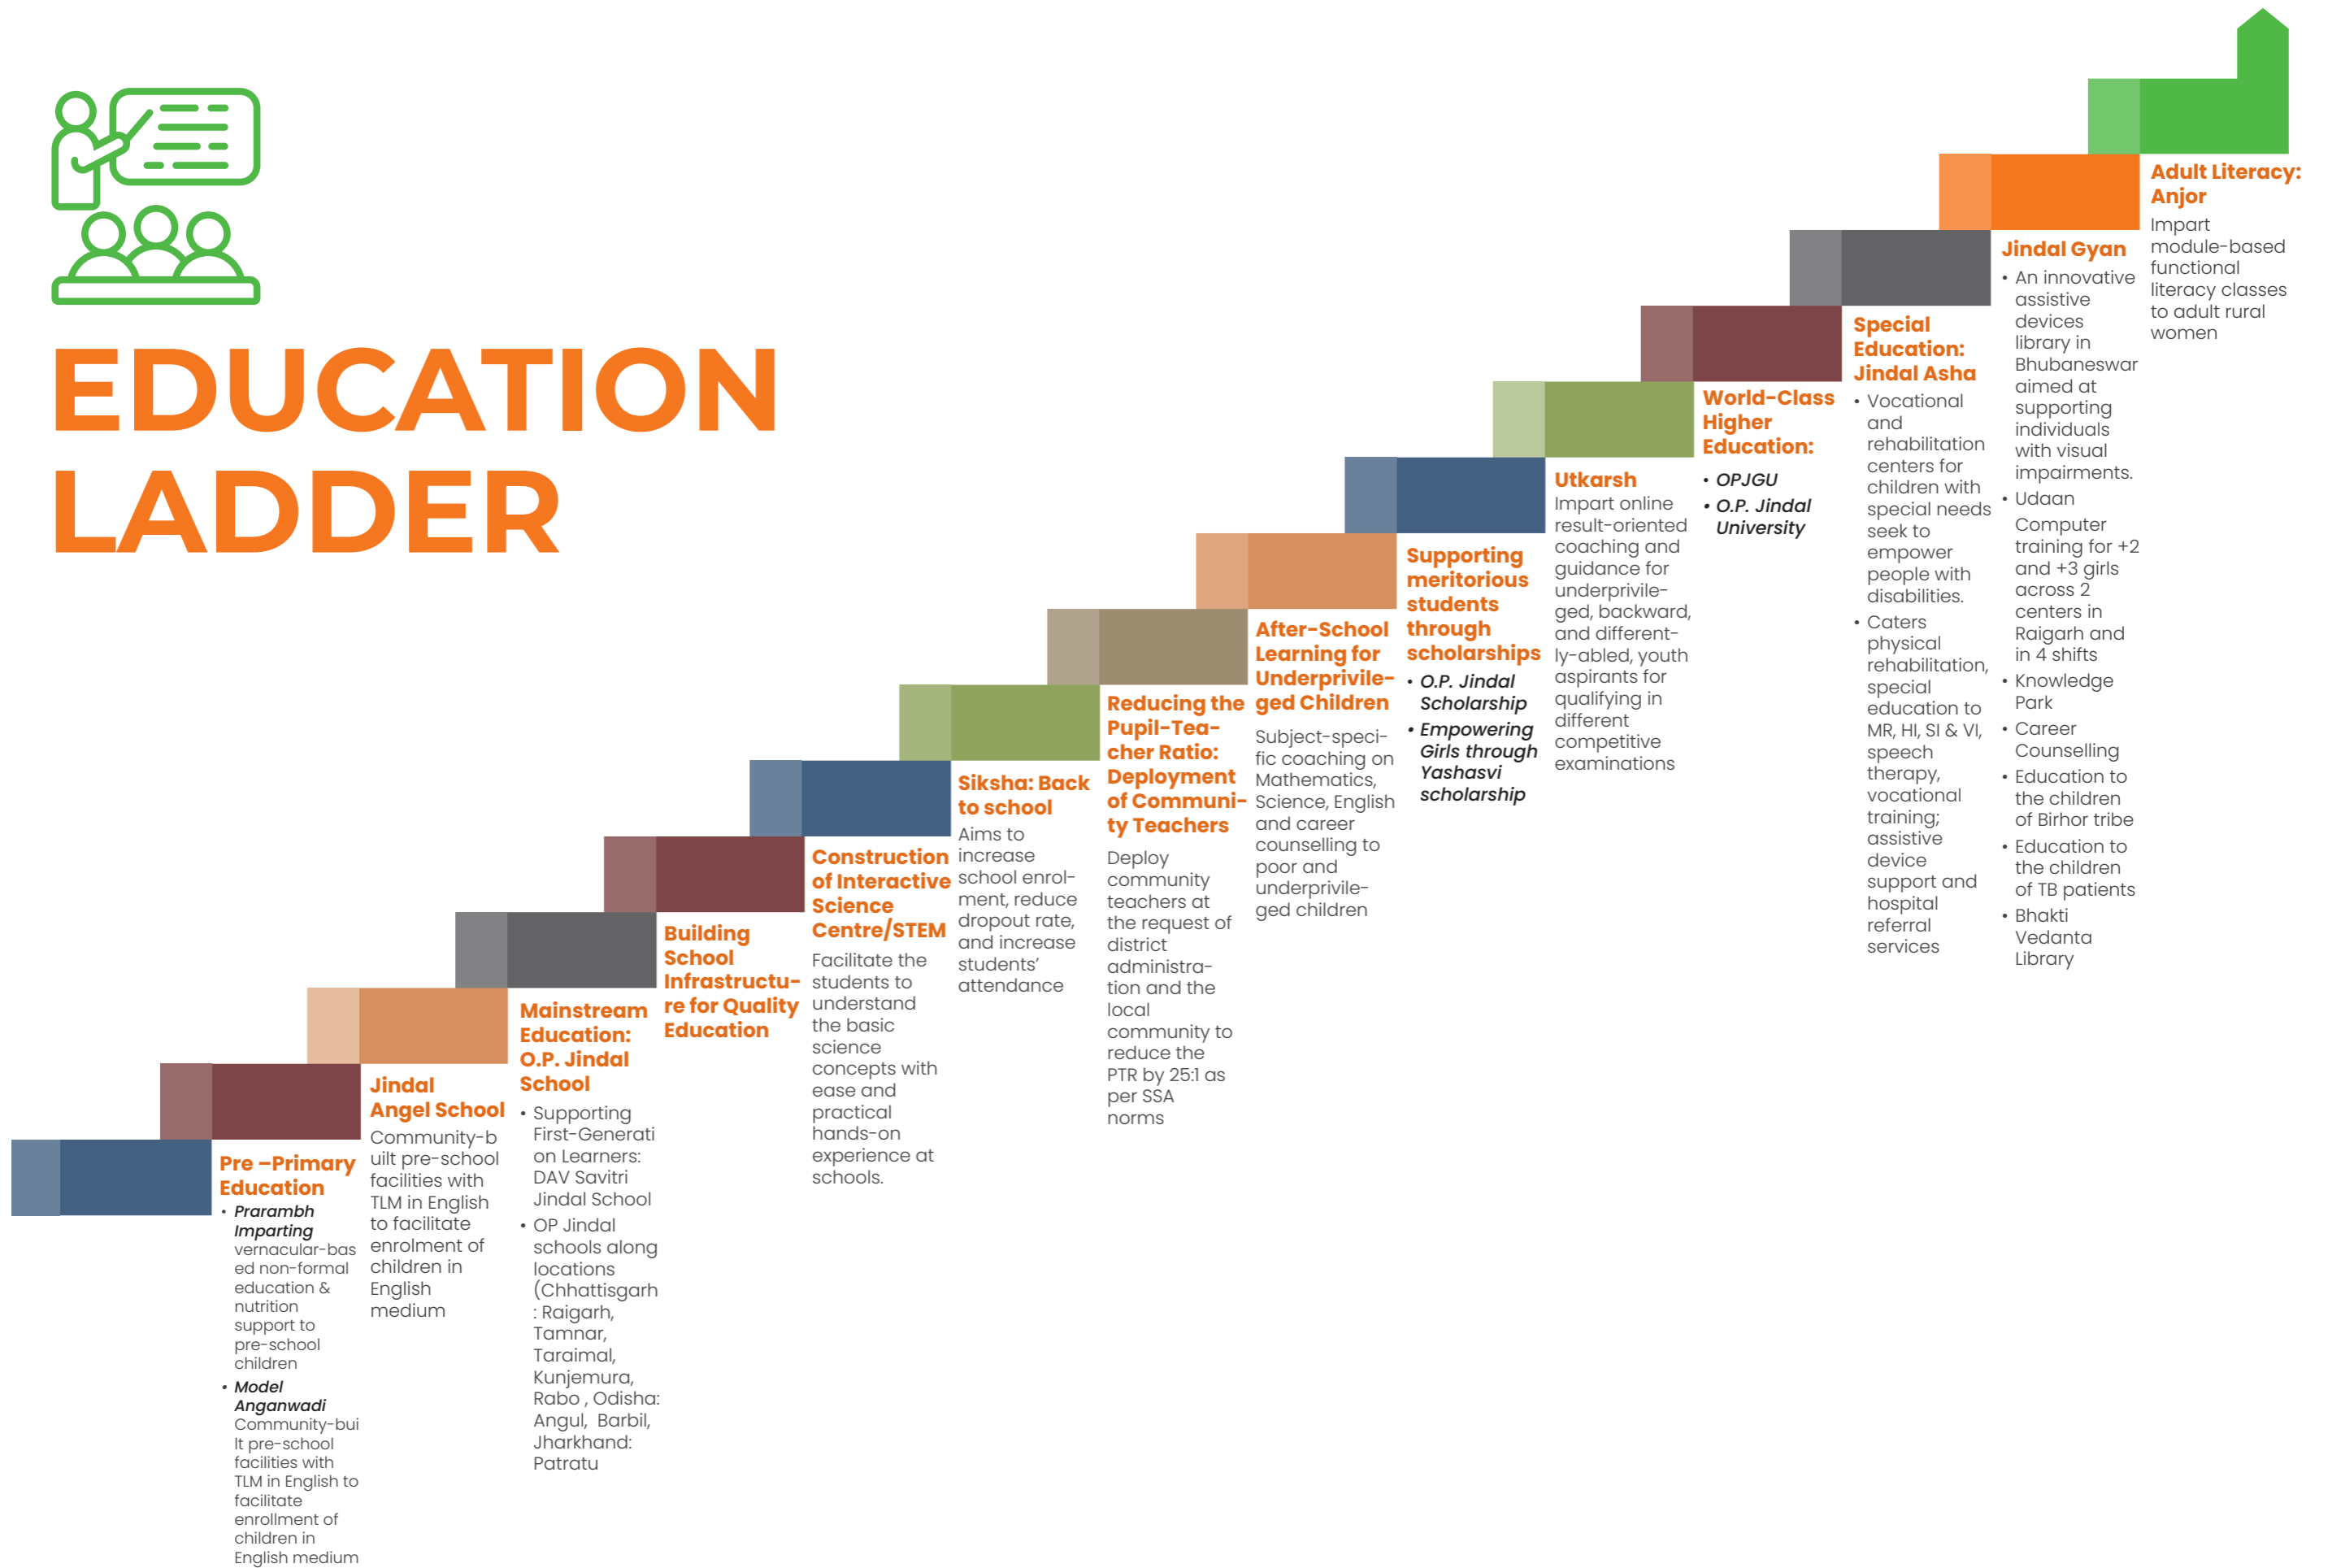 EDUCATION
LADDER
Pre –Primary
Education
• Prarambh
Imparting
vernacular-bas
ed non-formal
education &
nutrition
support to
pre-school
children
• Model
Anganwadi
Community-bui
lt pre-school
facilities with
TLM in English to
facilitate
enrollment of
children in
English medium
Jindal
Angel School
Community-b
uilt pre-school
facilities with
TLM in English
to facilitate
enrolment of
children in
English
medium
Mainstream
Education:
O.P. Jindal
School
• Supporting
First-Generati
on Learners:
DAV Savitri
Jindal School
• OP Jindal
schools along
locations
(Chhattisgarh
: Raigarh,
Tamnar,
Taraimal,
Kunjemura,
Rabo , Odisha:
Angul, Barbil,
Jharkhand:
Patratu
Building
School
Infrastructu-
re for Quality
Education
Construction
of Interactive
Science
Centre/STEM
Facilitate the
students to
understand
the basic
science
concepts with
ease and
practical
hands-on
experience at
schools.
Siksha: Back
to school
Aims to
increase
school enrol-
ment, reduce
dropout rate,
and increase
students’
attendance
Reducing the
Pupil-Tea-
cher Ratio:
Deployment
of Communi-
ty Teachers
Deploy
community
teachers at
the request of
district
administra-
tion and the
local
community to
reduce the
PTR by 25:1 as
per SSA
norms
After-School
Learning for
Underprivile-
ged Children
Subject-speci-
fic coaching on
Mathematics,
Science, English
and career
counselling to
poor and
underprivile-
ged children
Supporting
meritorious
students
through
scholarships
• O.P. Jindal
Scholarship
• Empowering
Girls through
Yashasvi
scholarship
Utkarsh
Impart online
result-oriented
coaching and
guidance for
underprivile-
ged, backward,
and different-
ly-abled, youth
aspirants for
qualifying in
different
competitive
examinations
World-Class
Higher
Education:
• OPJGU
• O.P. Jindal
University
Special
Education:
Jindal Asha
• Vocational
and
rehabilitation
centers for
children with
special needs
seek to
empower
people with
disabilities.
• Caters
physical
rehabilitation,
special
education to
MR, HI, SI & VI,
speech
therapy,
vocational
training;
assistive
device
support and
hospital
referral
services
Jindal Gyan
• An innovative
assistive
devices
library in
Bhubaneswar
aimed at
supporting
individuals
with visual
impairments.
• Udaan
Computer
training for +2
and +3 girls
across 2
centers in
Raigarh and
in 4 shifts
• Knowledge
Park
• Career
Counselling
• Education to
the children
of Birhor tribe
• Education to
the children
of TB patients
• Bhakti
Vedanta
Library
Adult Literacy:
Anjor
Impart
module-based
functional
literacy classes
to adult rural
women